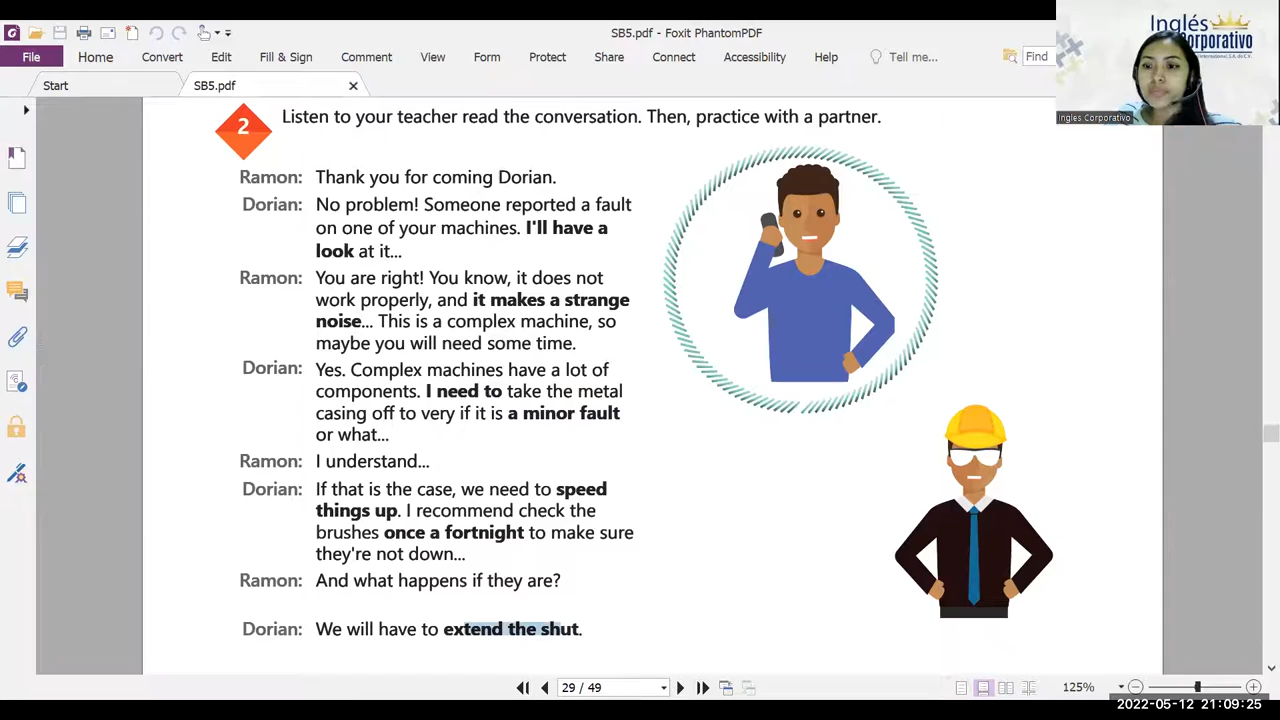 SB5.pdf - Foxit PhantomPDF
File Home Convert Edit Fill & Sign Comment View Form Protect Share Connect Accessibility Help Tell me... Find
Start SB5.pdf
Inglés
Corporativo
Ingles Corporativo
2 Listen to your teacher read the conversation. Then, practice with a partner.
Ramon: Thank you for coming Dorian.
Dorian: No problem! Someone reported a fault
on one of your machines. I'll have a
look at it...
Ramon: You are right! You know, it does not
work properly, and it makes a strange
noise... This is a complex machine, so
maybe you will need some time.
Dorian: Yes. Complex machines have a lot of
components. I need to take the metal
casing off to very if it is a minor fault
or what...
Ramon: I understand...
Dorian: If that is the case, we need to speed
things up. I recommend check the
brushes once a fortnight to make sure
they're not down...
Ramon: And what happens if they are?
Dorian: We will have to extend the shut.
29 / 49
125%
2022-05-12 21:09:25